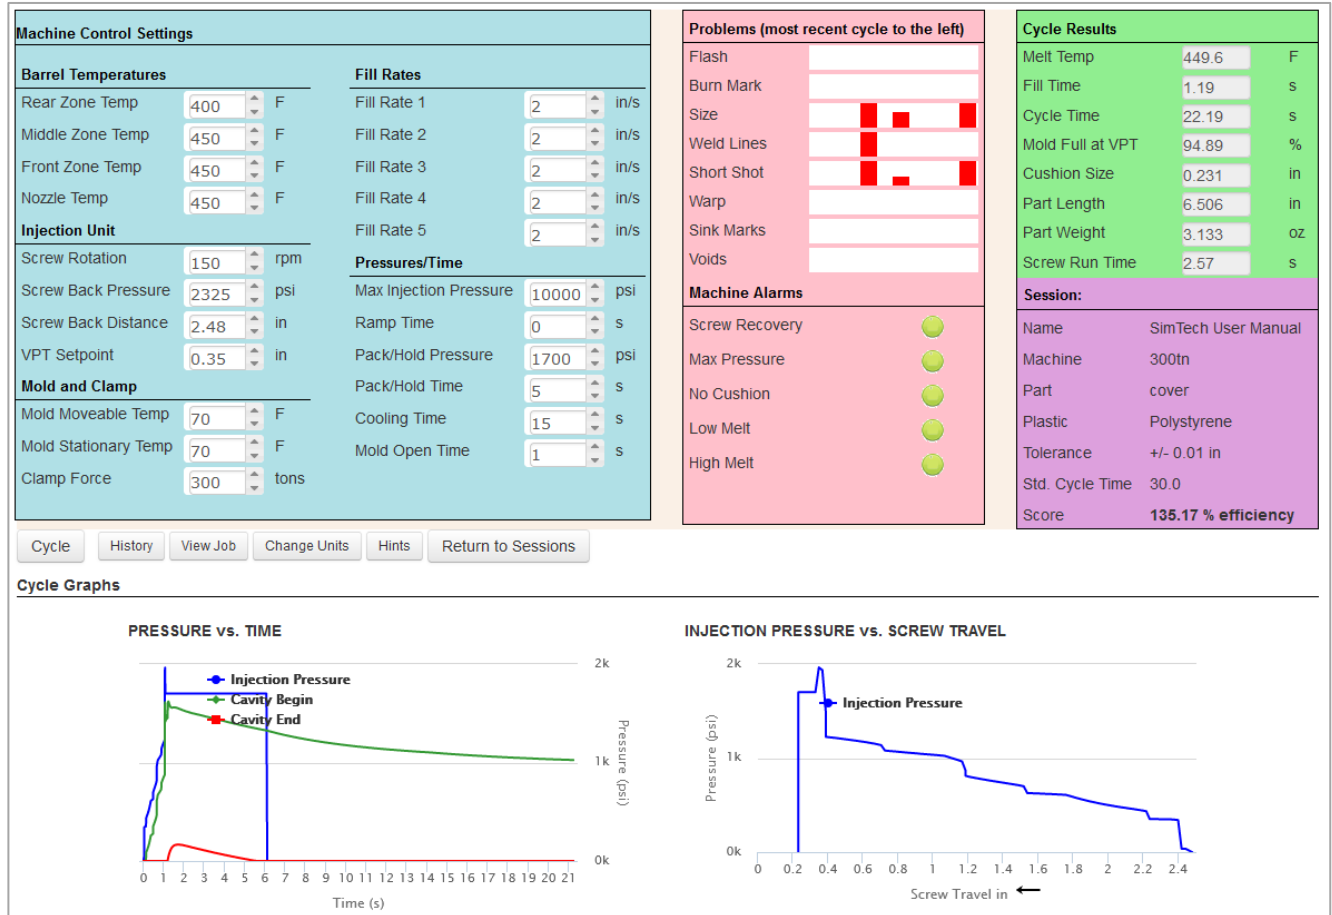 Machine Control Settings
Barrel Temperatures
Rear Zone Temp 400 F
Middle Zone Temp 450 F
Front Zone Temp 450 F
Nozzle Temp 450 F
Injection Unit
Screw Rotation 150 rpm
Screw Back Pressure 2325 psi
Screw Back Distance 2.48 in
VPT Setpoint 0.35 in
Mold and Clamp
Mold Moveable Temp 70 F
Mold Stationary Temp 70 F
Clamp Force 300 tons
Fill Rates
Fill Rate 1 2 in/s
Fill Rate 2 2 in/s
Fill Rate 3 2 in/s
Fill Rate 4 2 in/s
Fill Rate 5 2 in/s
Pressures/Time
Max Injection Pressure 10000 psi
Ramp Time 0 s
Pack/Hold Pressure 1700 psi
Pack/Hold Time 5 s
Cooling Time 15 s
Mold Open Time 1 s
Problems (most recent cycle to the left)
Flash
Burn Mark
Size
Weld Lines
Short Shot
Warp
Sink Marks
Voids
Machine Alarms
Screw Recovery
Max Pressure
No Cushion
Low Melt
High Melt
Cycle Results
Melt Temp 449.6 F
Fill Time 1.19 s
Cycle Time 22.19 s
Mold Full at VPT 94.89 %
Cushion Size 0.231 in
Part Length 6.506 in
Part Weight 3.133 oz
Screw Run Time 2.57 s
Session:
Name SimTech User Manual
Machine 300tn
Part cover
Plastic Polystyrene
Tolerance +/- 0.01 in
Std. Cycle Time 30.0
Score 135.17 % efficiency
Cycle History View Job Change Units Hints Return to Sessions
Cycle Graphs
PRESSURE vs. TIME
Injection Pressure
Cavity Begin
Cavity End
2k
1k
0k
Pressure (psi)
0 1 2 3 4 5 6 7 8 9 10 11 12 13 14 15 16 17 18 19 20 21
Time (s)
INJECTION PRESSURE vs. SCREW TRAVEL
Injection Pressure
2k
1k
0k
Pressure (psi)
0 0.2 0.4 0.6 0.8 1 1.2 1.4 1.6 1.8 2 2.2 2.4
Screw Travel in ←